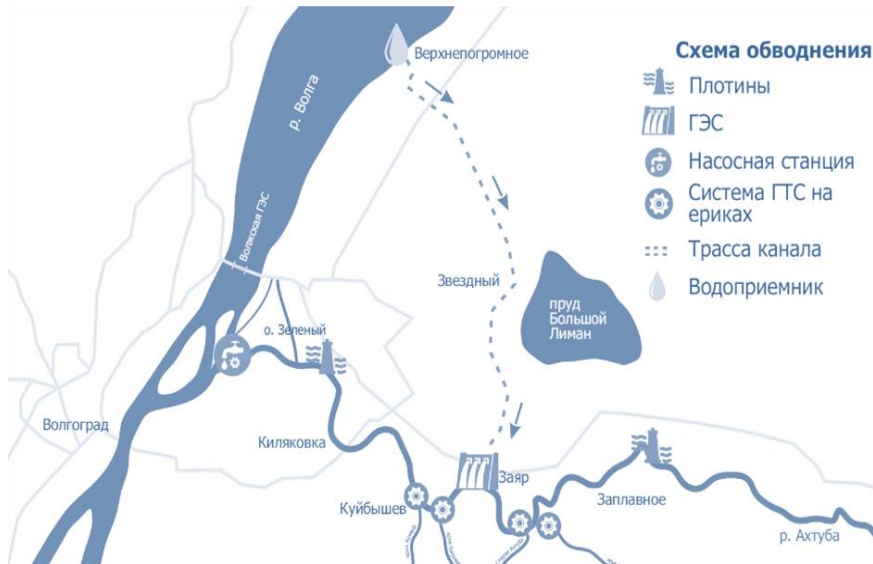 Верхнепогромное
Схема обводнения
Плотины
ГЭС
Насосная станция
Система ГТС на
ериках
Трасса канала
Водоприемник
р. Волга
Волжская ГЭС
Звездный
пруд
Большой
Лиман
о. Зеленый
Волгоград
Киляковка
Куйбышев
Заяр
Заплавное
р. Ахтуба